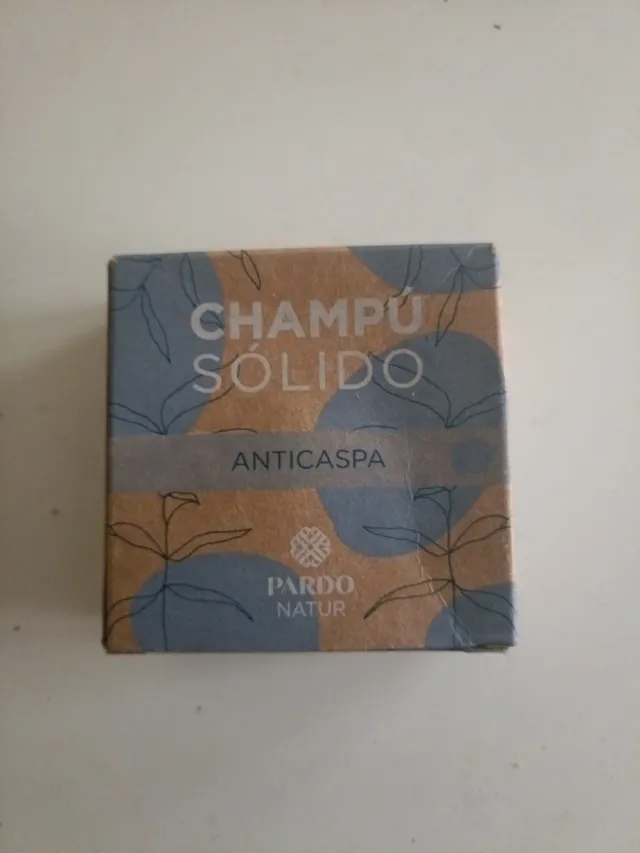 CHAMPÚ
SÓLIDO
ANTICASPA
PARDO
NATUR